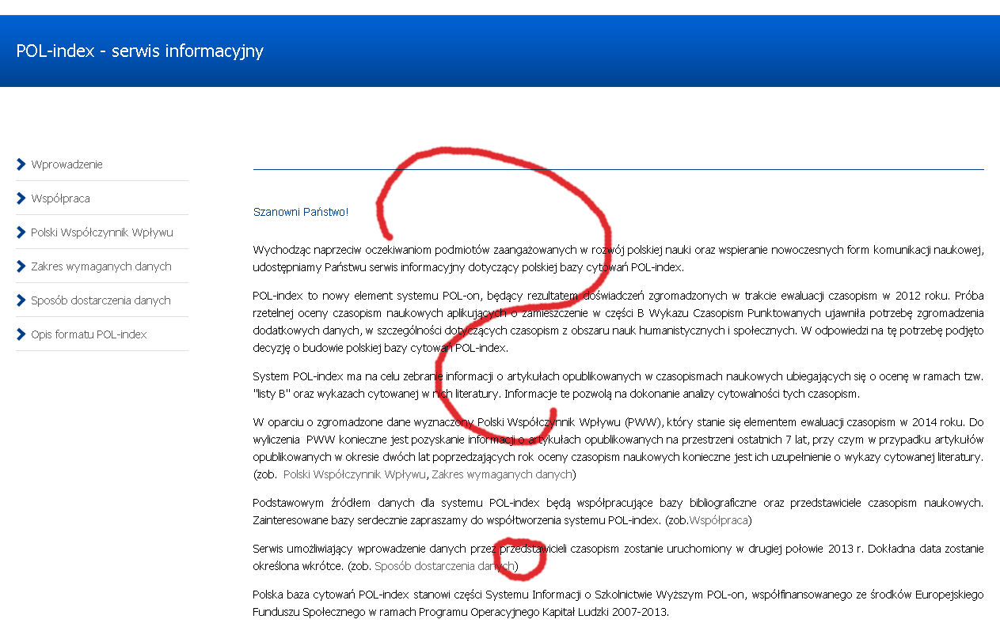 POL-index - serwis informacyjny
Wprowadzenie
Współpraca
Polski Współczynnik Wpływu
Zakres wymaganych danych
Sposób dostarczenia danych
Opis formatu POL-index
Szanowni Państwo!
Wychodząc naprzeciw oczekiwaniom podmiotów zaangażowanych w rozwój polskiej nauki oraz wspieranie nowoczesnych form komunikacji naukowej,
udostępniamy Państwu serwis informacyjny dotyczący polskiej bazy cytowań POL-index.
POL-index to nowy element systemu POL-on, będący rezultatem doświadczeń zgromadzonych w trakcie ewaluacji czasopism w 2012 roku. Próba
rzetelnej oceny czasopism naukowych aplikujących o zamieszczenie w części B Wykazu Czasopism Punktowanych ujawniła potrzebę zgromadzenia
dodatkowych danych, w szczególności dotyczących czasopism z obszaru nauk humanistycznych i społecznych. W odpowiedzi na tę potrzebę podjęto
decyzję o budowie polskiej bazy cytowań POL-index.
System POL-index ma na celu zebranie informacji o artykułach opublikowanych w czasopismach naukowych ubiegających się o ocenę w ramach tzw.
"listy B" oraz wykazach cytowanej w nich literatury. Informacje te pozwolą na dokonanie analizy cytowalności tych czasopism.
W oparciu o zgromadzone dane wyznaczony Polski Współczynnik Wpływu (PWW), który stanie się elementem ewaluacji czasopism w 2014 roku. Do
wyliczenia PWW konieczne jest pozyskanie informacji o artykułach opublikowanych na przestrzeni ostatnich 7 lat, przy czym w przypadku artykułów
opublikowanych w okresie dwóch lat poprzedzających rok oceny czasopism naukowych konieczne jest ich uzupełnienie o wykazy cytowanej literatury.
(zob. Polski Współczynnik Wpływu, Zakres wymaganych danych)
Podstawowym źródłem danych dla systemu POL-index będą współpracujące bazy bibliograficzne oraz przedstawiciele czasopism naukowych.
Zainteresowane bazy serdecznie zapraszamy do współtworzenia systemu POL-index. (zob.Współpraca)
Serwis umożliwiający wprowadzenie danych przez przedstawicieli czasopism zostanie uruchomiony w drugiej połowie 2013 r. Dokładna data zostanie
określona wkrótce. (zob. Sposób dostarczenia danych)
Polska baza cytowań POL-index stanowi części Systemu Informacji o Szkolnictwie Wyższym POL-on, współfinansowanego ze środków Europejskiego
Funduszu Społecznego w ramach Programu Operacyjnego Kapitał Ludzki 2007-2013.